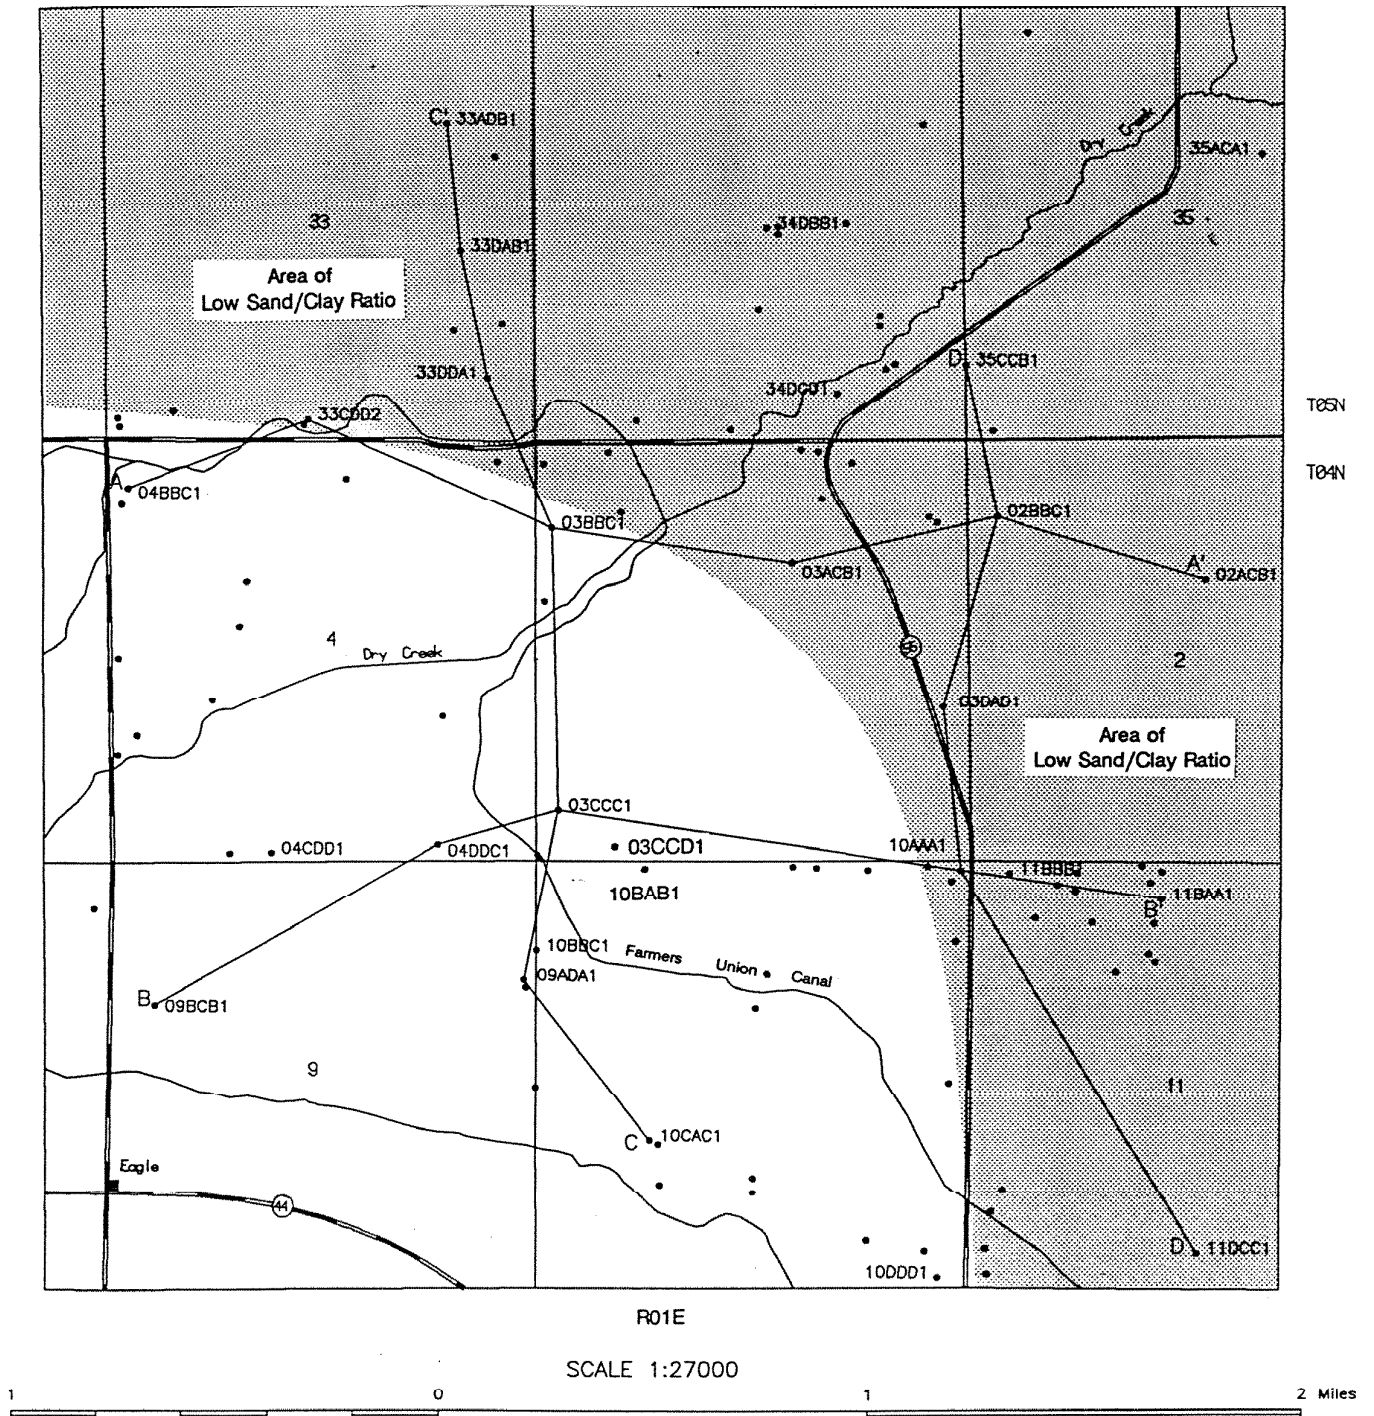 C' 33ADB1
Dry Creek
35ACA1
33
34DBB1
35
33DAB1
Area of
Low Sand/Clay Ratio
D' 35CCB1
33DDA1
34DCD1
T05N
33CDD2
T04N
A 04BBC1
03BBC1
02BBC1
03ACB1
A' 02ACB1
4
Dry Creek
55
2
03DAD1
Area of
Low Sand/Clay Ratio
03CCC1
04CDD1
04DDC1
03CCD1
10AAA1
11BBB1
10BAB1
11BAA1
B'
10BBC1
Farmers Union Canal
09ADA1
B 09BCB1
9
11
C 10CAC1
Eagle
44
D 11DCC1
10DDD1
R01E
SCALE 1:27000
1 0 1 2 Miles